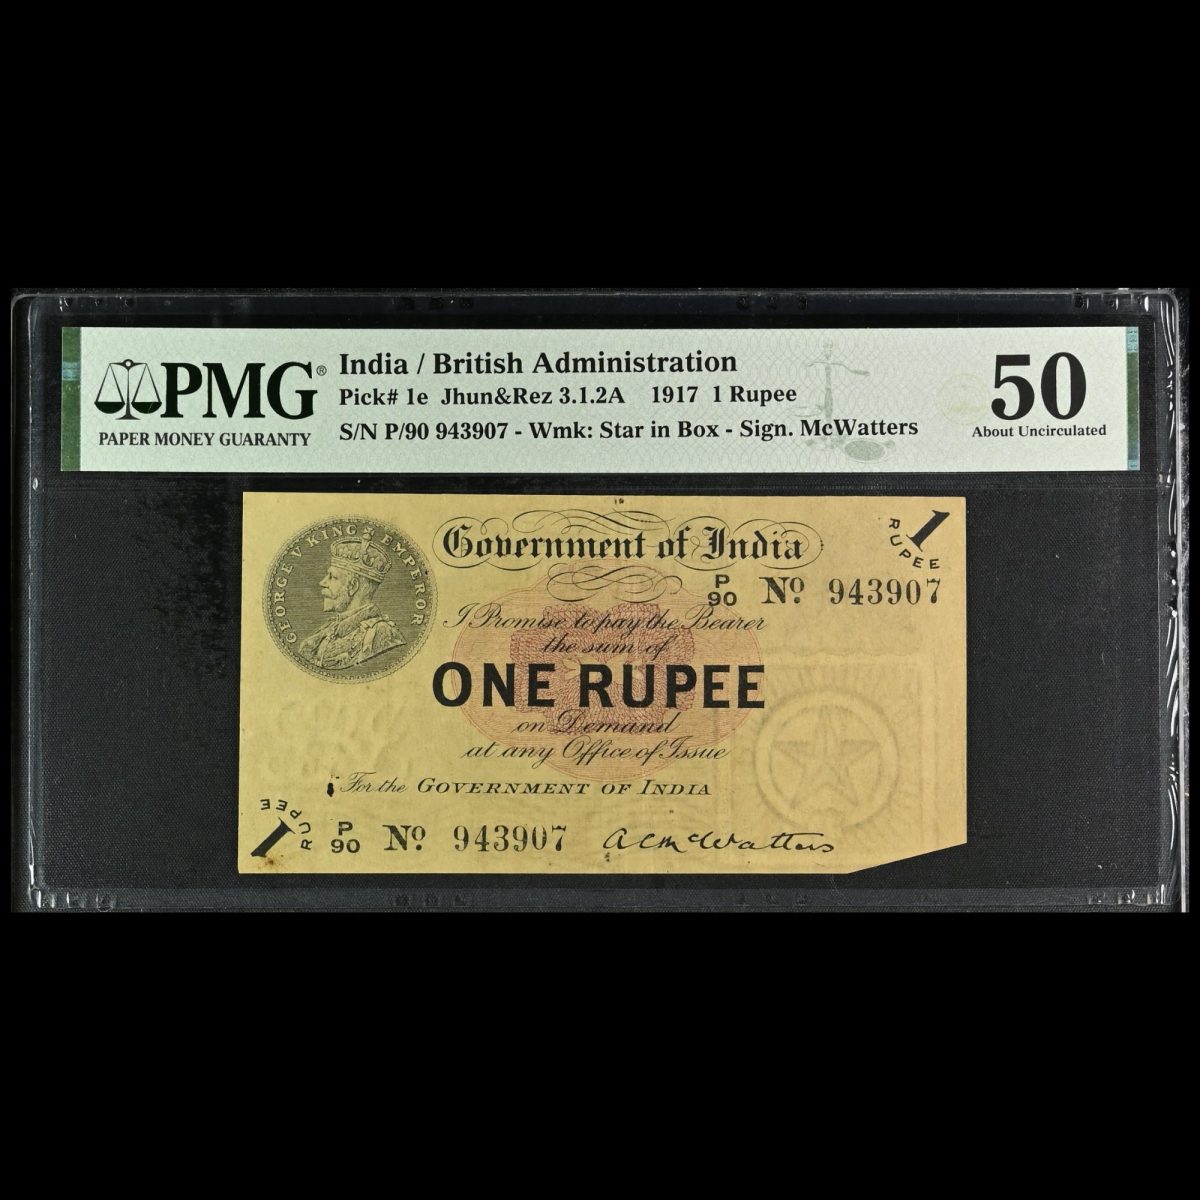 PMG®
PAPER MONEY GUARANTY
India / British Administration
Pick# 1e Jhun&Rez 3.1.2A 1917 1 Rupee
S/N P/90 943907 - Wmk: Star in Box - Sign. McWatters
50
About Uncirculated
GEORGE V KING EMPEROR
Government of India
1 RUPEE
P/90 No. 943907
I Promise to pay the Bearer
the sum of
ONE RUPEE
on Demand
at any Office of Issue
For the GOVERNMENT OF INDIA
1 RUPEE
P/90 No. 943907
A C McWatters